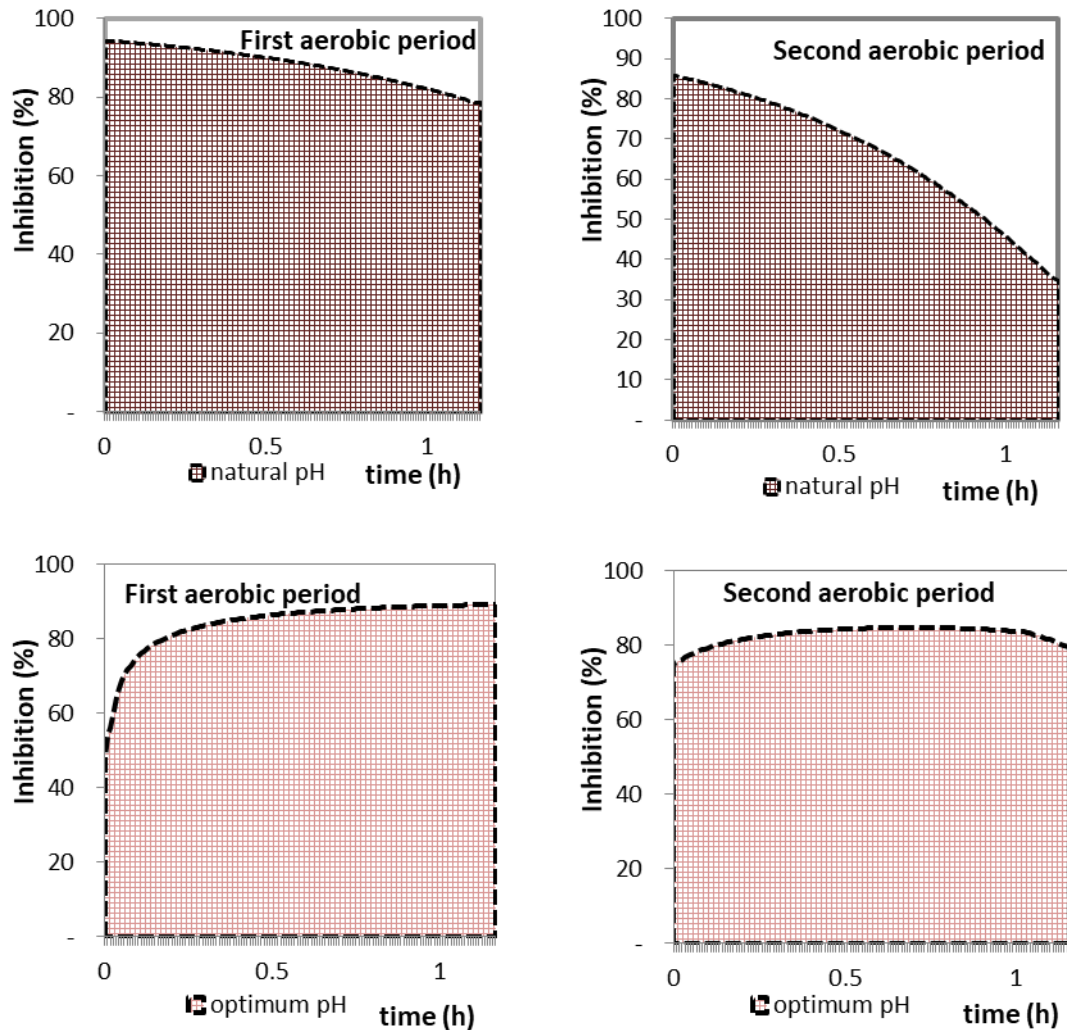 First aerobic period
Inhibition (%)
100
80
60
40
20
-
0 0.5 1
natural pH time (h)
Second aerobic period
Inhibition (%)
100
90
80
70
60
50
40
30
20
10
-
0 0.5 1
natural pH time (h)
First aerobic period
Inhibition (%)
100
80
60
40
20
-
0 0.5 1
optimum pH time (h)
Second aerobic period
Inhibition (%)
100
80
60
40
20
-
0 0.5 1
optimum pH time (h)